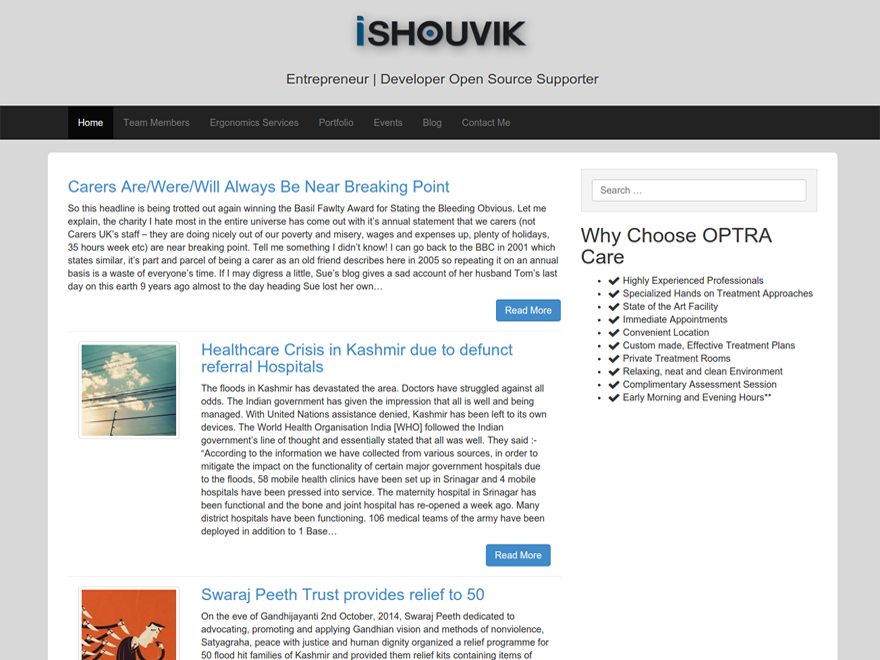 iSHOUVIK
Entrepreneur | Developer Open Source Supporter
Home Team Members Ergonomics Services Portfolio Events Blog Contact Me
Carers Are/Were/Will Always Be Near Breaking Point
So this headline is being trotted out again winning the Basil Fawlty Award for Stating the Bleeding Obvious. Let me
explain, the charity I hate most in the entire universe has come out with it's annual statement that we carers (not
Carers UK's staff – they are doing nicely out of our poverty and misery, wages and expenses up, plenty of holidays,
35 hours week etc) are near breaking point. Tell me something I didn't know! I can go back to the BBC in 2001 which
states similar, it's part and parcel of being a carer as an old friend describes here in 2005 so repeating it on an annual
basis is a waste of everyone's time. If I may digress a little, Sue's blog gives a sad account of her husband Tom's last
day on this earth 9 years ago almost to the day heading Sue lost her own…
Read More
Healthcare Crisis in Kashmir due to defunct
referral Hospitals
The floods in Kashmir has devastated the area. Doctors have struggled against all
odds. The Indian government has given the impression that all is well and being
managed. With United Nations assistance denied, Kashmir has been left to its own
devices. The World Health Organisation India [WHO] followed the Indian
government's line of thought and essentially stated that all was well. They said :-
“According to the information we have collected from various sources, in order to
mitigate the impact on the functionality of certain major government hospitals due
to the floods, 58 mobile health clinics have been set up in Srinagar and 4 mobile
hospitals have been pressed into service. The maternity hospital in Srinagar has
been functional and the bone and joint hospital has re-opened a week ago. Many
district hospitals have been functioning. 106 medical teams of the army have been
deployed in addition to 1 Base…
Read More
Swaraj Peeth Trust provides relief to 50
On the eve of Gandhijayanti 2nd October, 2014, Swaraj Peeth dedicated to
advocating, promoting and applying Gandhian vision and methods of nonviolence,
Satyagraha, peace with justice and human dignity organized a relief programme for
50 flood hit families of Kashmir and provided them relief kits containing items of
Search …
Why Choose OPTRA
Care
Highly Experienced Professionals
Specialized Hands on Treatment Approaches
State of the Art Facility
Immediate Appointments
Convenient Location
Custom made, Effective Treatment Plans
Private Treatment Rooms
Relaxing, neat and clean Environment
Complimentary Assessment Session
Early Morning and Evening Hours**